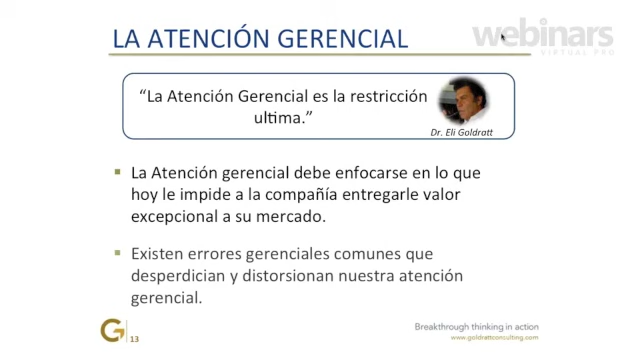 LA ATENCIÓN GERENCIAL
webinars
VIRTUAL PRO
“La Atención Gerencial es la restricción
ultima.”
Dr. Eli Goldratt
La Atención gerencial debe enfocarse en lo que
hoy le impide a la compañía entregarle valor
excepcional a su mercado.
Existen errores gerenciales comunes que
desperdician y distorsionan nuestra atención
gerencial.
G
13
Breakthrough thinking in action
www.goldrattconsulting.com